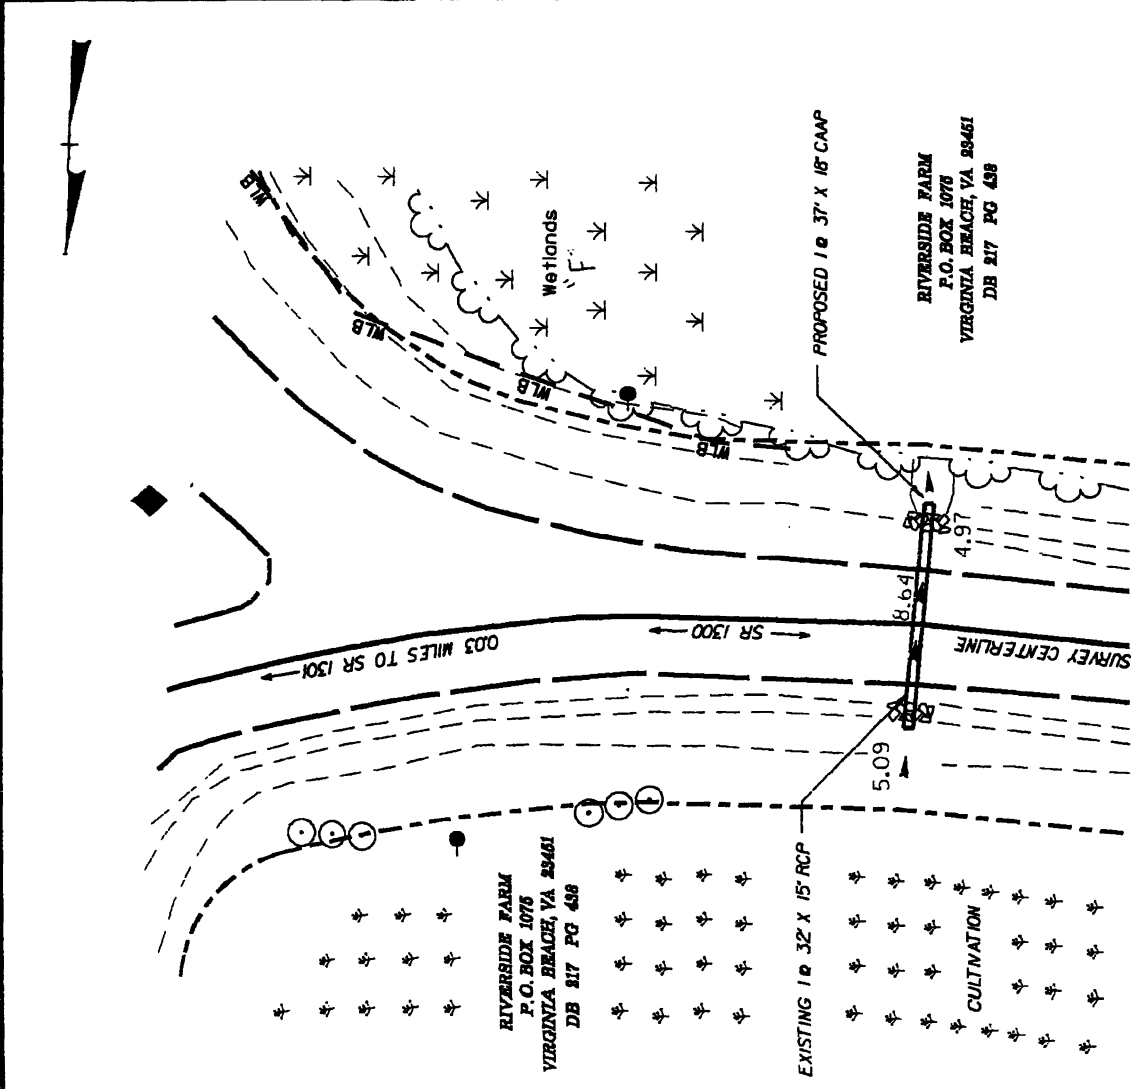 WLB
WLB
WLB
WLB
Wetlands
"F"
PROPOSED 1 @ 37' X 18" CAAP
RIVERSIDE FARM
P.O. BOX 1076
VIRGINIA BEACH, VA 23451
DB 217 PG 438
4.97
8.64
5.09
0.03 MILES TO SR 1301
SR 1300
SURVEY CENTERLINE
RIVERSIDE FARM
P.O. BOX 1076
VIRGINIA BEACH, VA 23451
DB 217 PG 438
EXISTING 1 @ 32' X 15" RCP
CULTIVATION